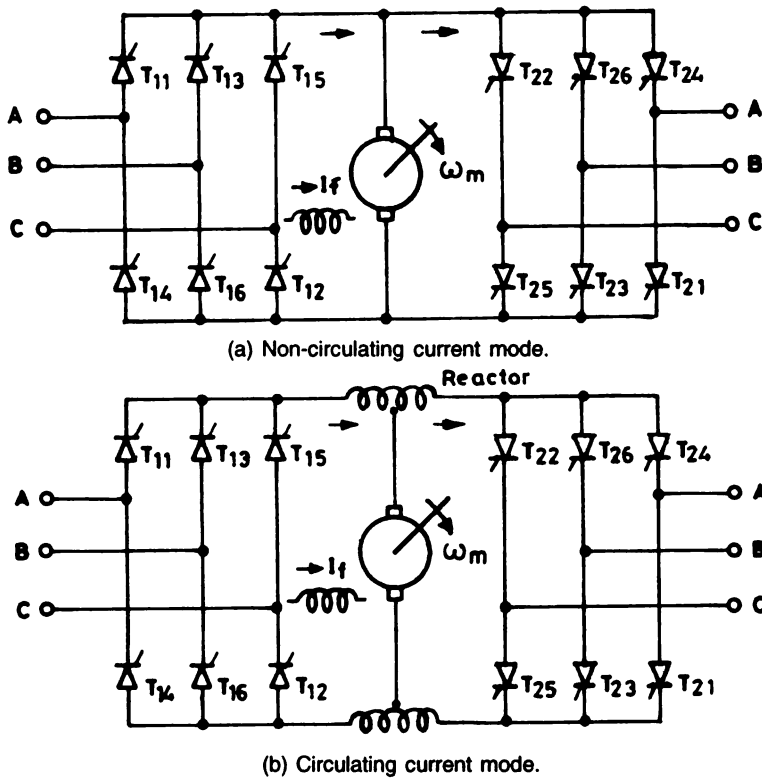 T11 T13 T15 T22 T26 T24
A A
B B
ωm
If
C C
T14 T16 T12 T25 T23 T21
(a) Non-circulating current mode.
Reactor
T11 T13 T15 T22 T26 T24
A A
B B
ωm
If
C C
T14 T16 T12 T25 T23 T21
(b) Circulating current mode.